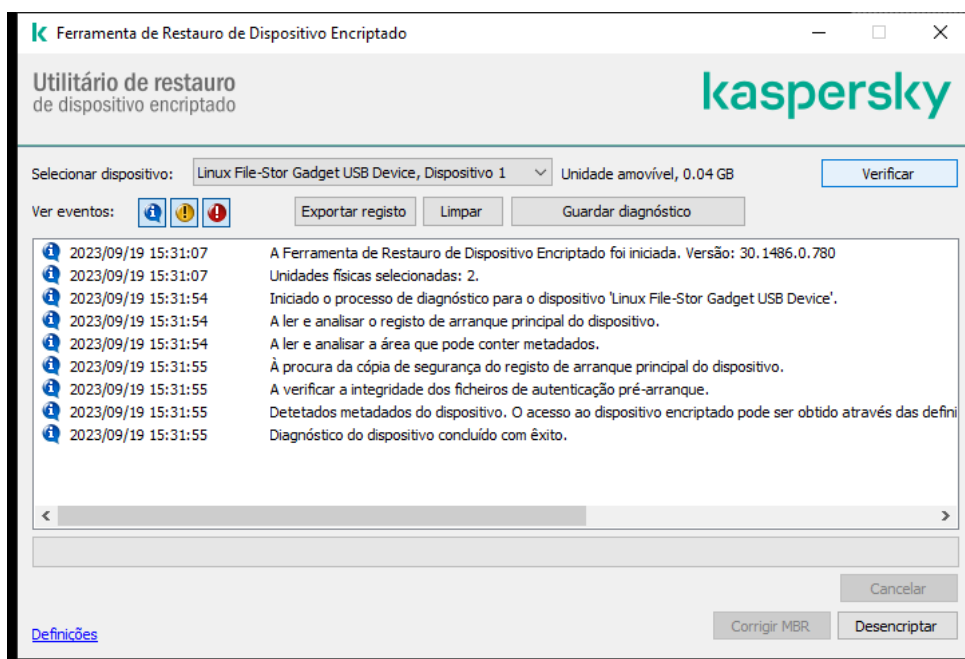 Ferramenta de Restauro de Dispositivo Encriptado
Utilitário de restauro
de dispositivo encriptado
kaspersky
Selecionar dispositivo: Linux File-Stor Gadget USB Device, Dispositivo 1 Unidade amovível, 0.04 GB Verificar
Ver eventos: Exportar registo Limpar Guardar diagnóstico
2023/09/19 15:31:07 A Ferramenta de Restauro de Dispositivo Encriptado foi iniciada. Versão: 30.1486.0.780
2023/09/19 15:31:07 Unidades físicas selecionadas: 2.
2023/09/19 15:31:54 Iniciado o processo de diagnóstico para o dispositivo 'Linux File-Stor Gadget USB Device'.
2023/09/19 15:31:54 A ler e analisar o registo de arranque principal do dispositivo.
2023/09/19 15:31:54 A ler e analisar a área que pode conter metadados.
2023/09/19 15:31:55 À procura da cópia de segurança do registo de arranque principal do dispositivo.
2023/09/19 15:31:55 A verificar a integridade dos ficheiros de autenticação pré-arranque.
2023/09/19 15:31:55 Detetados metadados do dispositivo. O acesso ao dispositivo encriptado pode ser obtido através das defini
2023/09/19 15:31:55 Diagnóstico do dispositivo concluído com êxito.
Cancelar
Definições Corrigir MBR Desencriptar